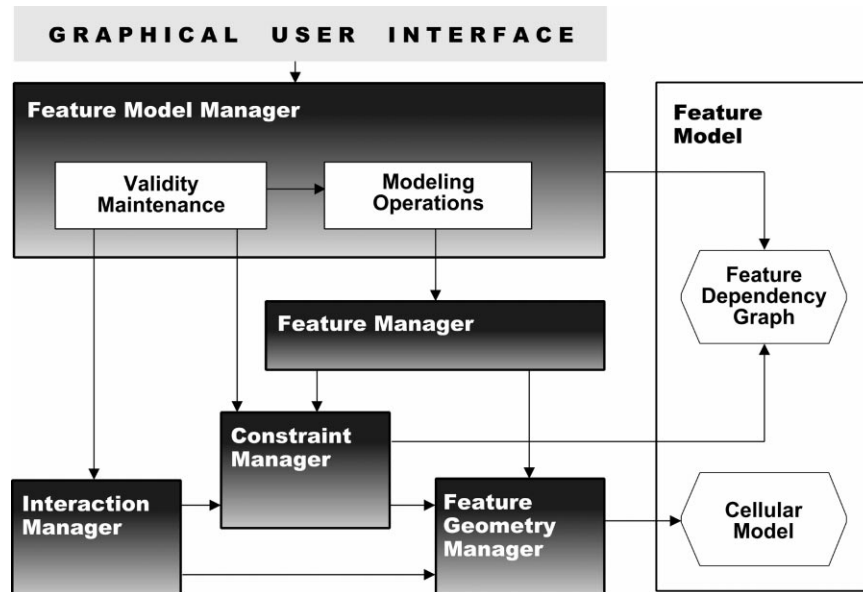 GRAPHICAL USER INTERFACE
Feature Model Manager
Validity
Maintenance
Modeling
Operations
Feature
Model
Feature
Dependency
Graph
Feature Manager
Constraint
Manager
Interaction
Manager
Feature
Geometry
Manager
Cellular
Model